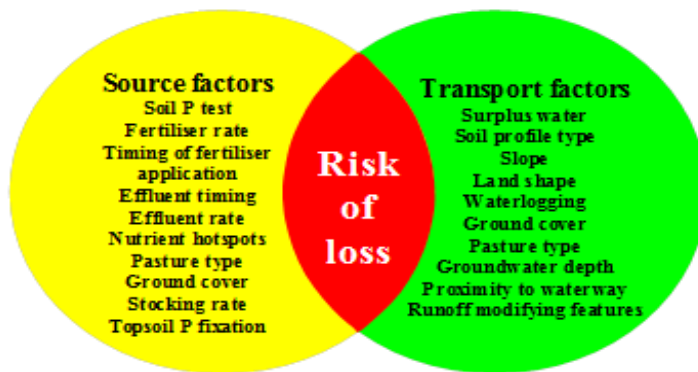 Source factors
Soil P test
Fertiliser rate
Timing of fertiliser
application
Effluent timing
Effluent rate
Nutrient hotspots
Pasture type
Ground cover
Stocking rate
Topsoil P fixation
Risk
of
loss
Transport factors
Surplus water
Soil profile type
Slope
Land shape
Waterlogging
Ground cover
Pasture type
Groundwater depth
Proximity to waterway
Runoff modifying features